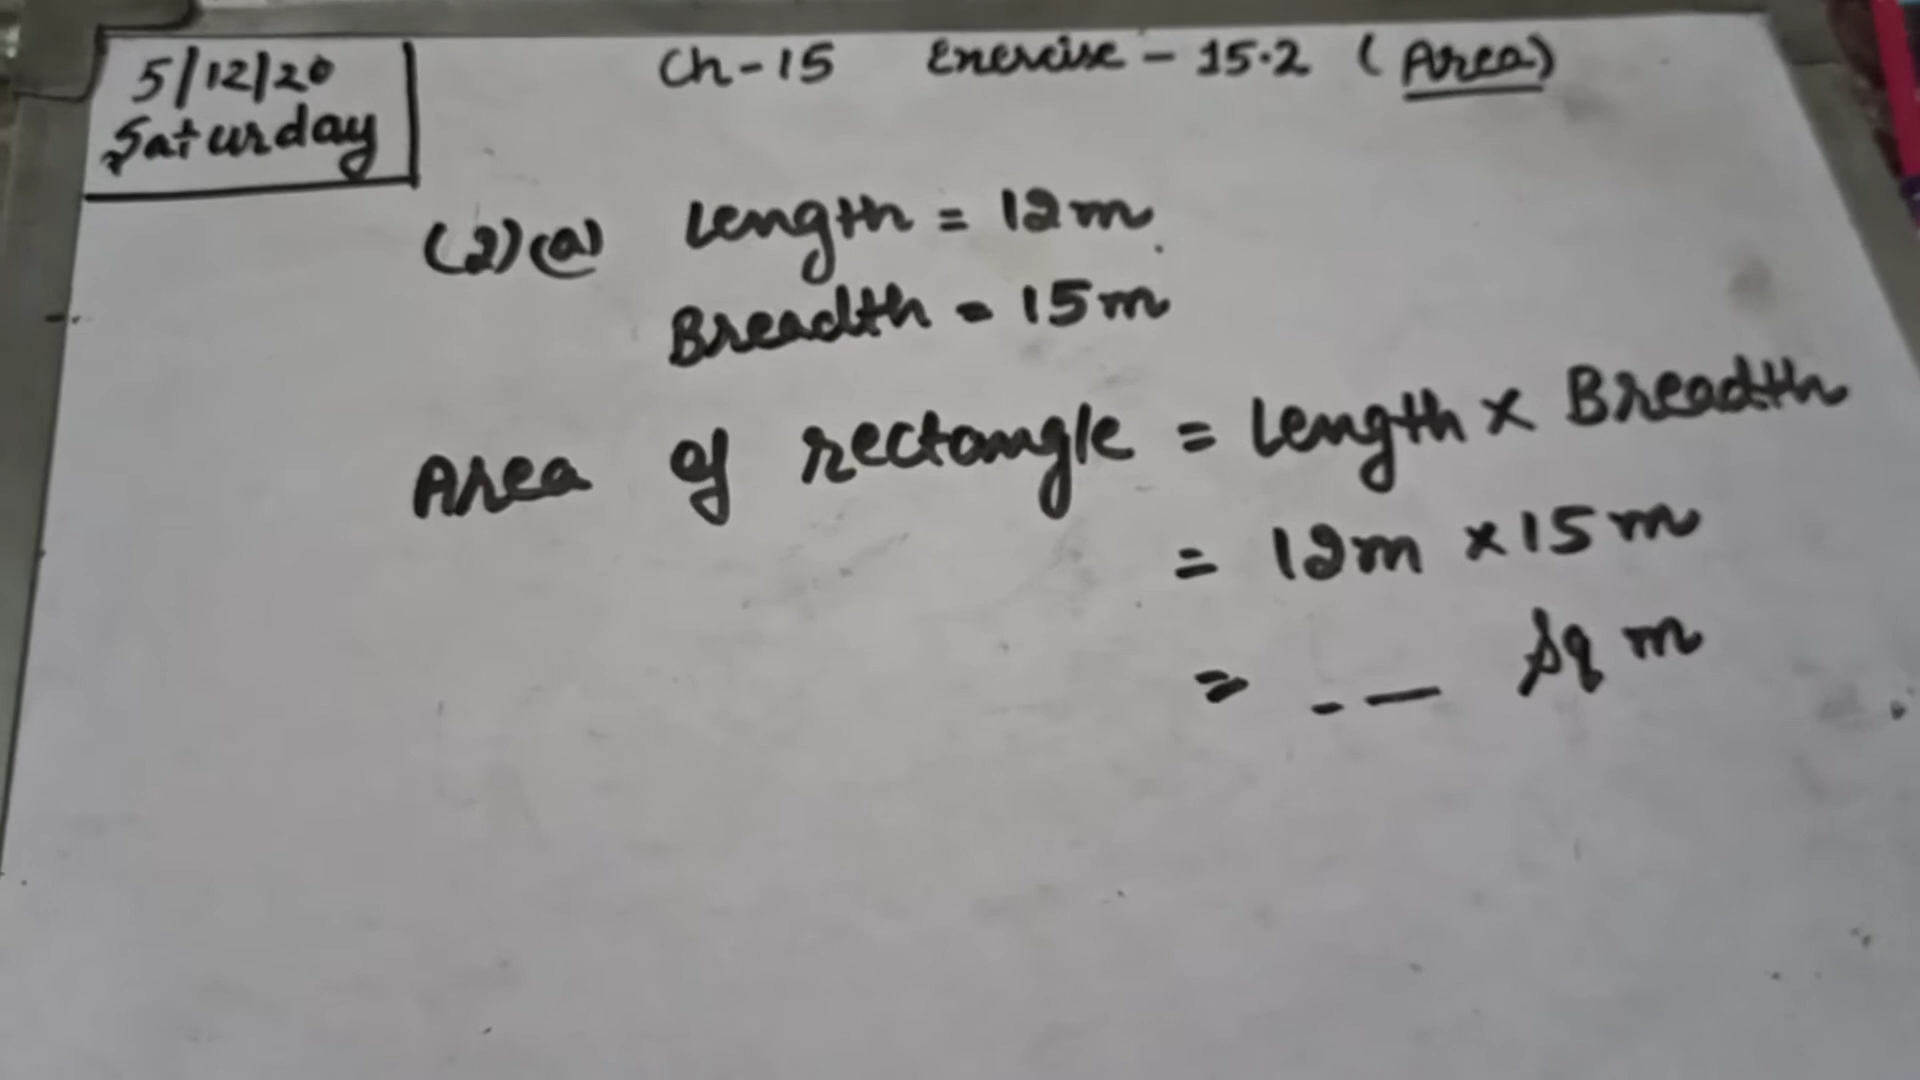 5/12/20
Saturday
Ch-15 Exercise - 15.2 (Area)
(2)(a) Length = 12m
Breadth = 15m
Area of rectangle = Length x Breadth
= 12m x 15m
= -- Sq m